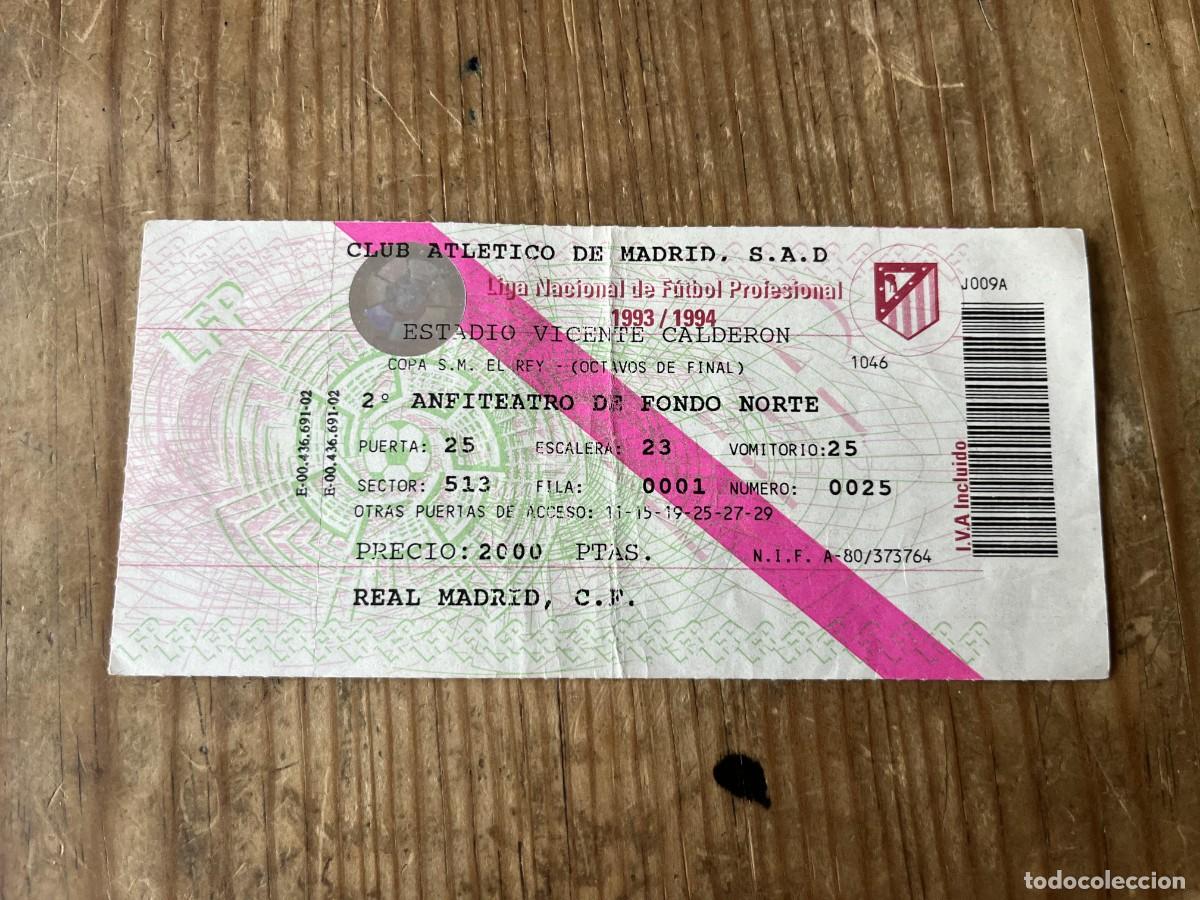 CLUB ATLETICO DE MADRID, S.A.D
Liga Nacional de Fútbol Profesional
1993 / 1994
ESTADIO VICENTE CALDERON
COPA S.M. EL REY - (OCTAVOS DE FINAL)
1046
J009A
2º ANFITEATRO DE FONDO NORTE
PUERTA: 25 ESCALERA: 23 VOMITORIO:25
SECTOR: 513 FILA: 0001 NUMERO: 0025
OTRAS PUERTAS DE ACCESO: 11-15-19-25-27-29
PRECIO: 2000 PTAS. N.I.F. A-80/373764
REAL MADRID, C.F.
E-00.436.691-02
E-00.436.691-02
I.V.A Incluido
LFP
todocoleccion